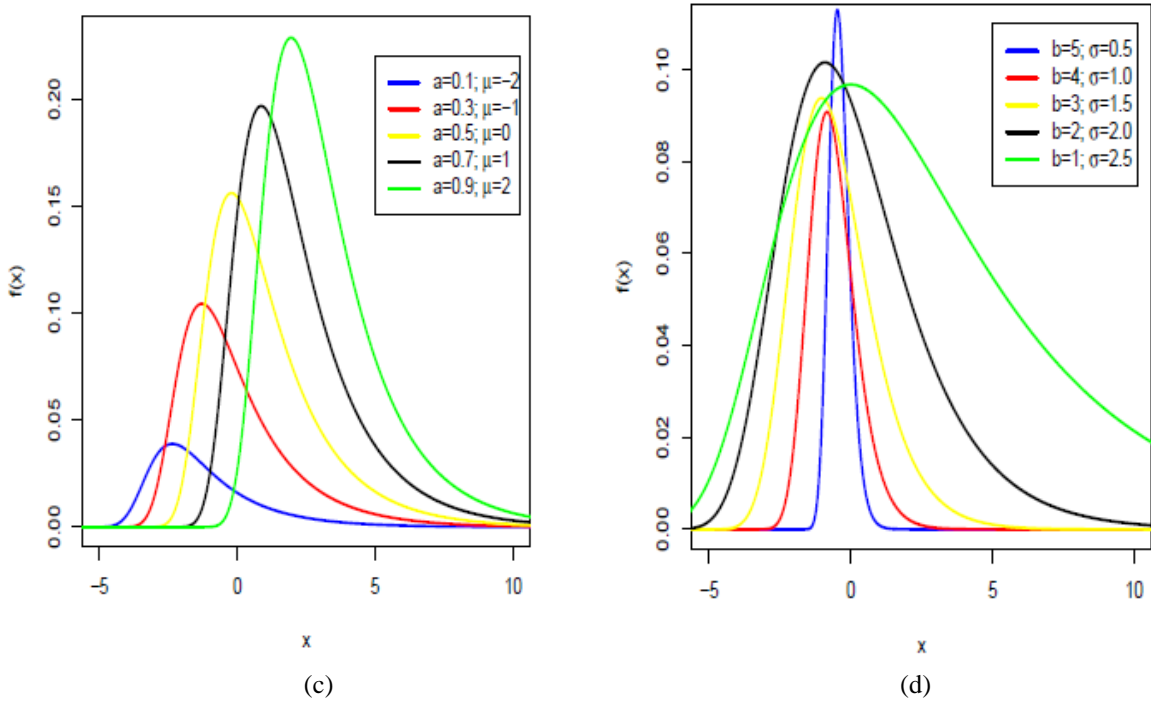 a=0.1; μ=−2
a=0.3; μ=−1
a=0.5; μ=0
a=0.7; μ=1
a=0.9; μ=2
f(x)
0.20
0.15
0.10
0.05
0.00
−5 0 5 10
x
(c)
b=5; σ=0.5
b=4; σ=1.0
b=3; σ=1.5
b=2; σ=2.0
b=1; σ=2.5
f(x)
0.10
0.08
0.06
0.04
0.02
0.00
−5 0 5 10
x
(d)